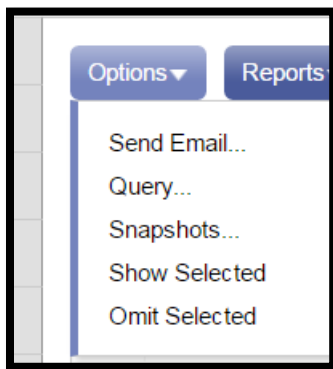 Options Reports
Send Email...
Query...
Snapshots...
Show Selected
Omit Selected